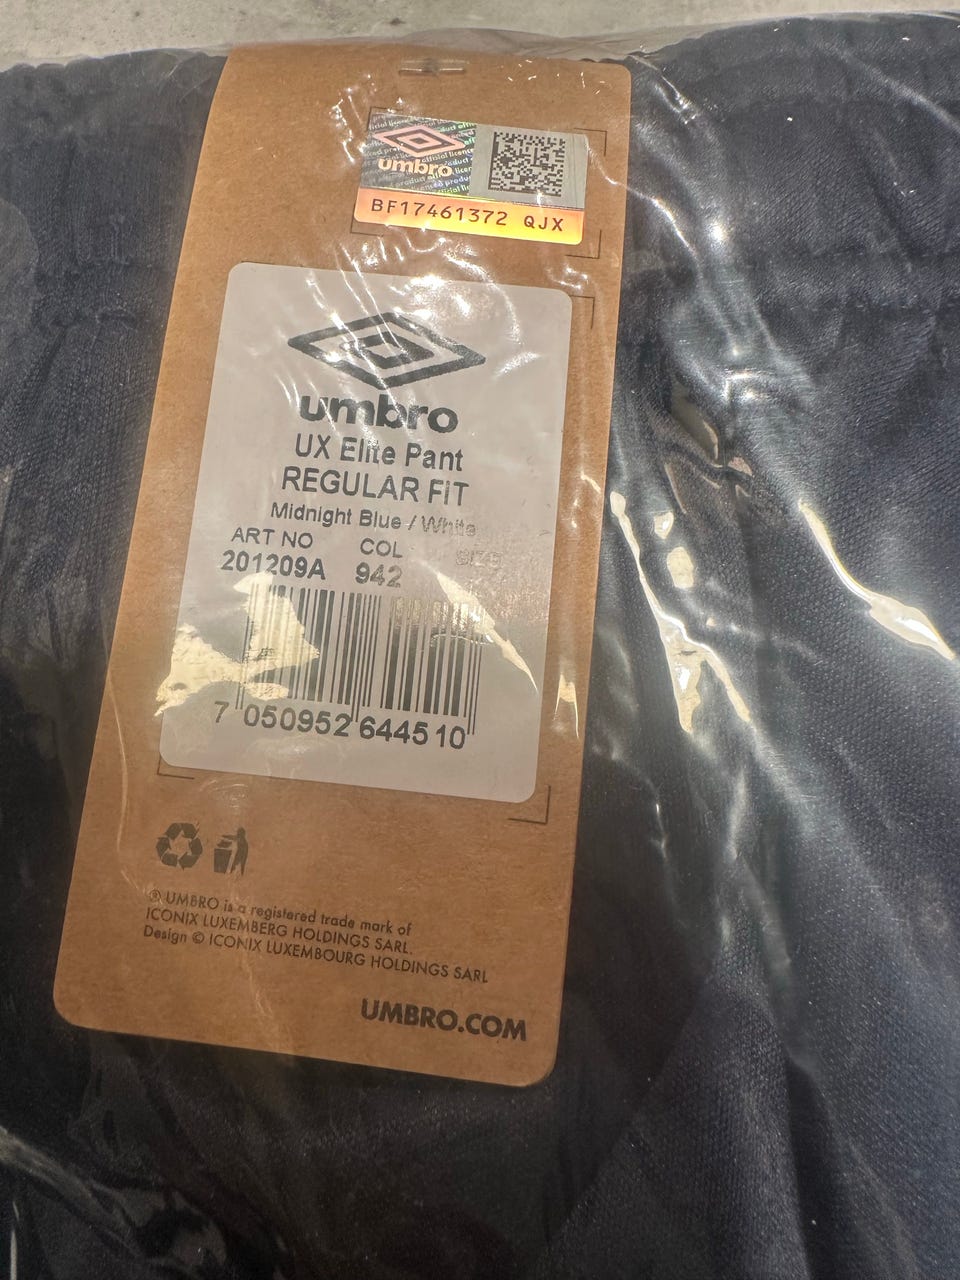 umbro
BF17461372 QJX
umbro
UX Elite Pant
REGULAR FIT
Midnight Blue / White
ART NO COL SIZE
201209A 942
7 050952 644510
® UMBRO is a registered trade mark of
ICONIX LUXEMBERG HOLDINGS SARL.
Design © ICONIX LUXEMBOURG HOLDINGS SARL
UMBRO.COM